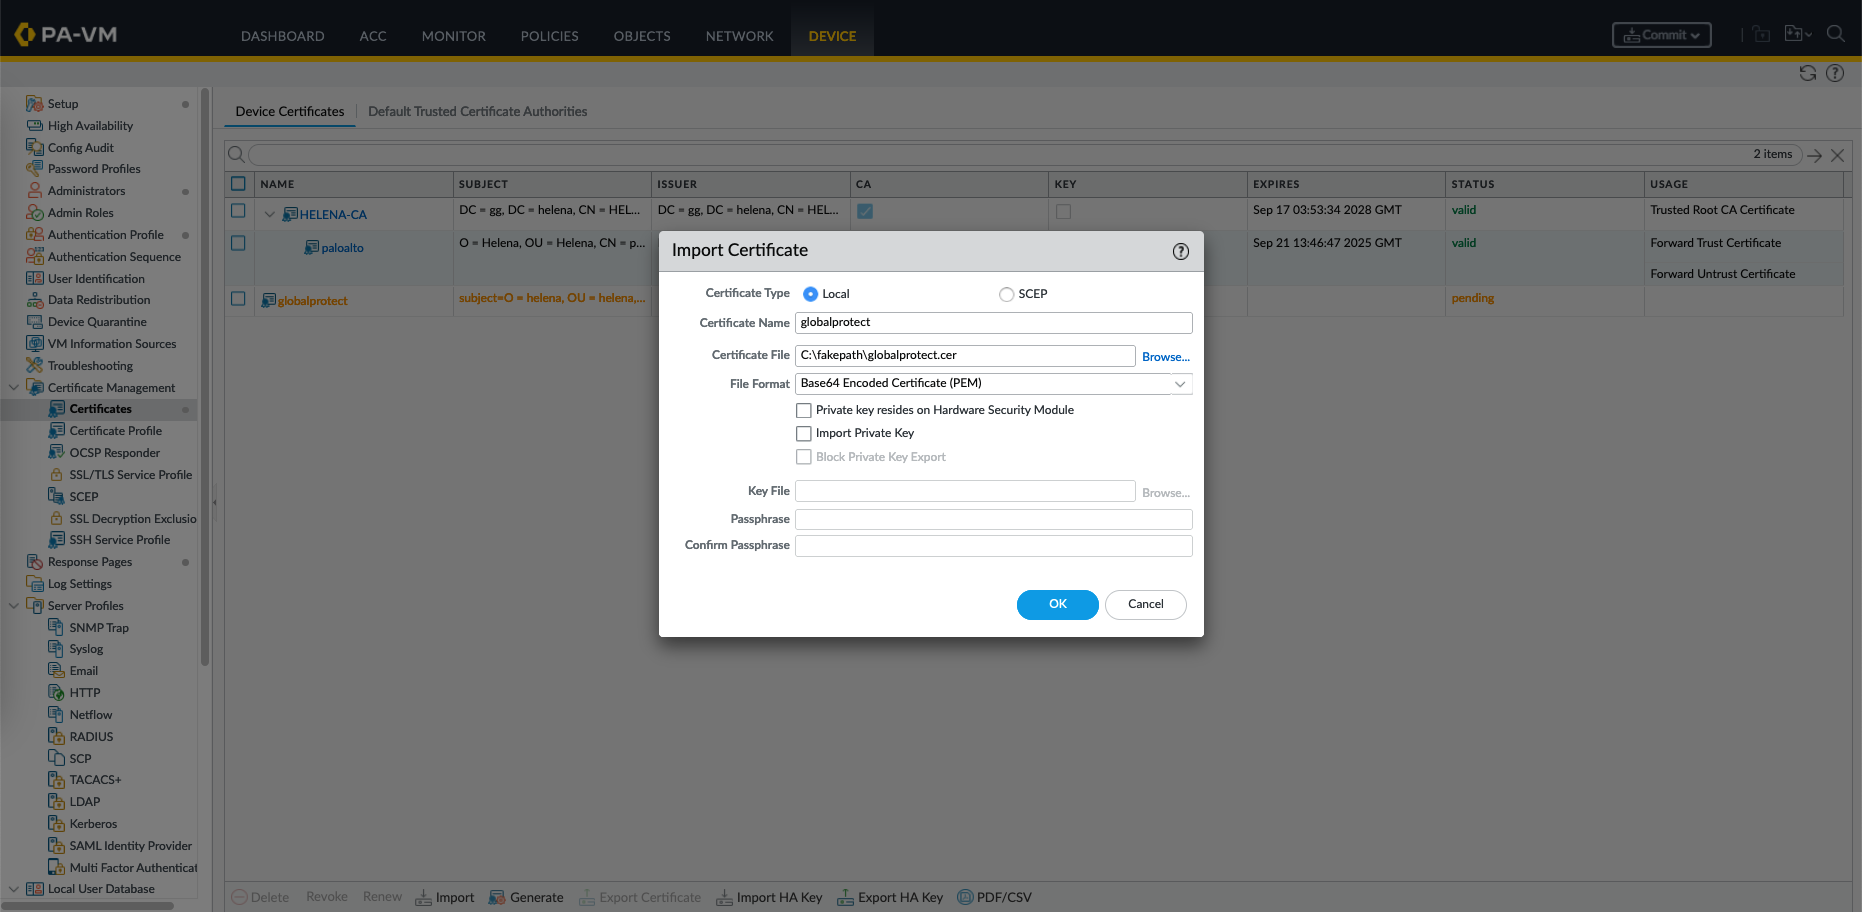 PA-VM
DASHBOARD ACC MONITOR POLICIES OBJECTS NETWORK DEVICE
Commit
Setup
High Availability
Config Audit
Password Profiles
Administrators
Admin Roles
Authentication Profile
Authentication Sequence
User Identification
Data Redistribution
Device Quarantine
VM Information Sources
Troubleshooting
Certificate Management
Certificates
Certificate Profile
OCSP Responder
SSL/TLS Service Profile
SCEP
SSL Decryption Exclusio
SSH Service Profile
Response Pages
Log Settings
Server Profiles
SNMP Trap
Syslog
Email
HTTP
Netflow
RADIUS
SCP
TACACS+
LDAP
Kerberos
SAML Identity Provider
Multi Factor Authenticat
Local User Database
Device Certificates Default Trusted Certificate Authorities
2 items
NAME SUBJECT ISSUER CA KEY EXPIRES STATUS USAGE
HELENA-CA DC = gg, DC = helena, CN = HEL... DC = gg, DC = helena, CN = HEL... Sep 17 03:53:34 2028 GMT valid Trusted Root CA Certificate
paloalto O = Helena, OU = Helena, CN = p... Sep 21 13:46:47 2025 GMT valid Forward Trust Certificate
Forward Untrust Certificate
globalprotect subject=O = helena, OU = helena,... pending
Import Certificate
Certificate Type Local SCEP
Certificate Name globalprotect
Certificate File C:\fakepath\globalprotect.cer Browse...
File Format Base64 Encoded Certificate (PEM)
Private key resides on Hardware Security Module
Import Private Key
Block Private Key Export
Key File Browse...
Passphrase
Confirm Passphrase
OK Cancel
Delete Revoke Renew Import Generate Export Certificate Import HA Key Export HA Key PDF/CSV